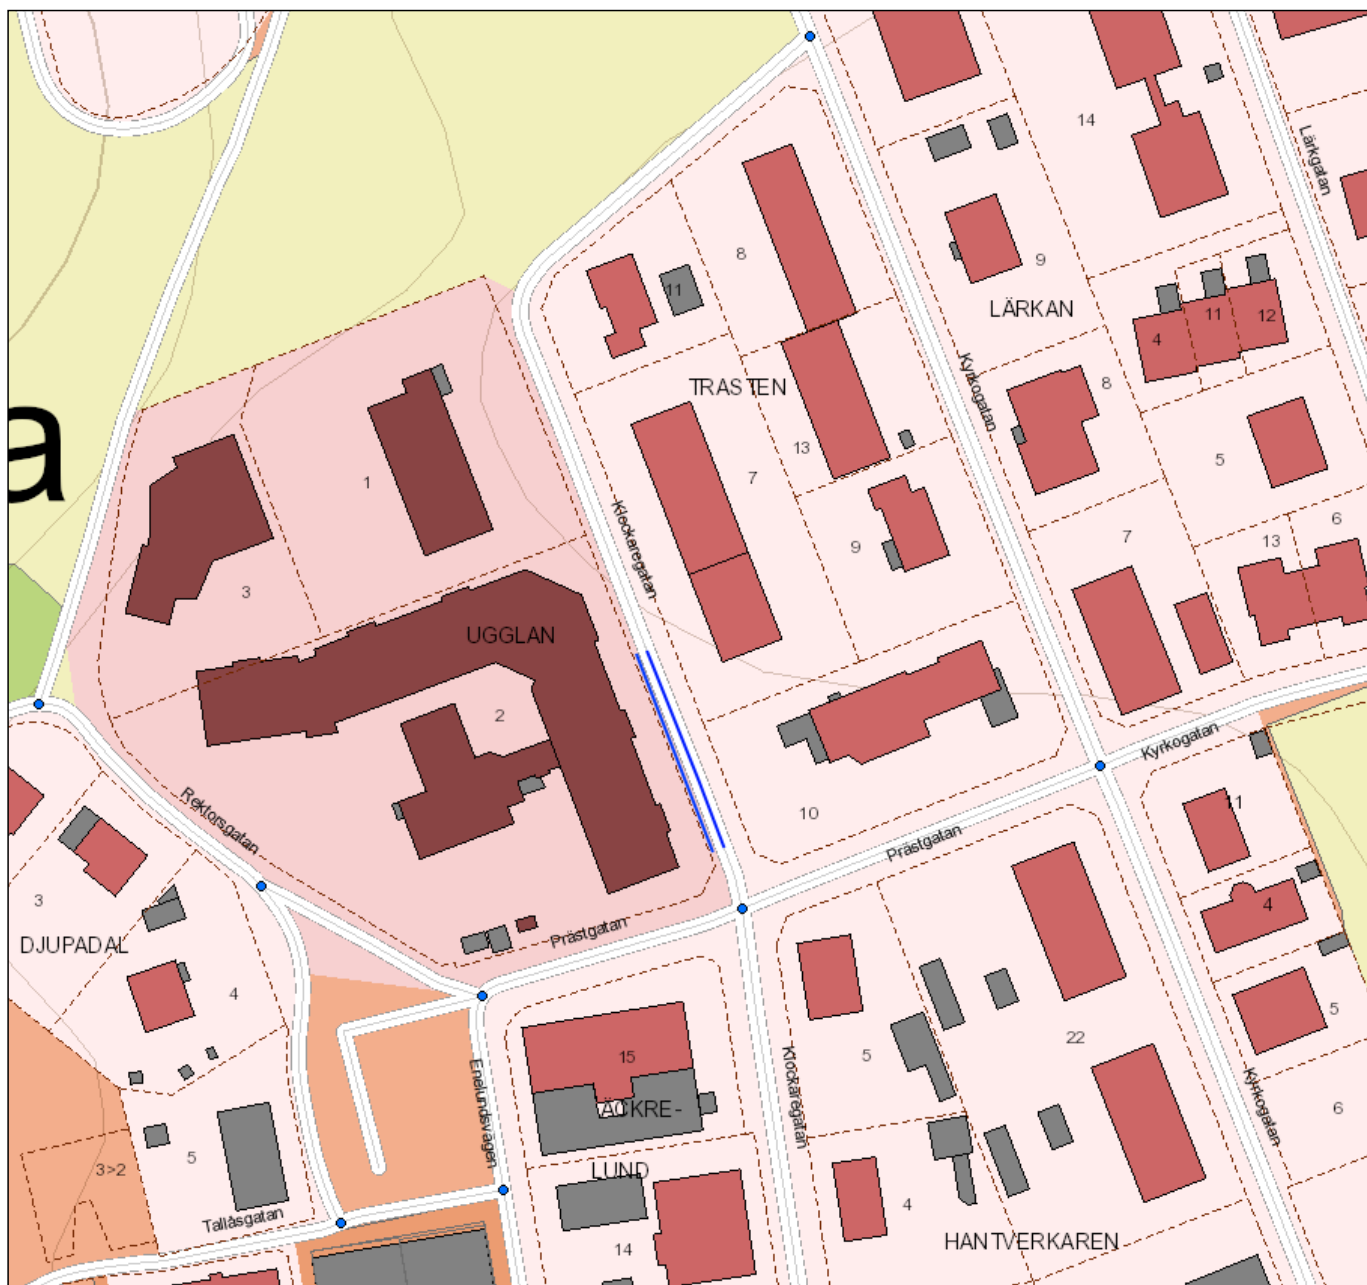 14
Lärkgatan
8
9
11
LÄRKAN
11
12
4
Kyrkogatan
TRASTEN
8
a
13
5
7
1
Klockaregatan
6
7
13
9
3
UGGLAN
2
Kyrkogatan
Rektorsgatan
11
10
Prästgatan
3
4
Prästgatan
DJUPADAL
4
5
22
5
15
Enelundsvägen
Klockaregatan
ÄCKRE-
Kyrkogatan
6
5
3>2
LUND
4
Tallåsgatan
HANTVERKAREN
14